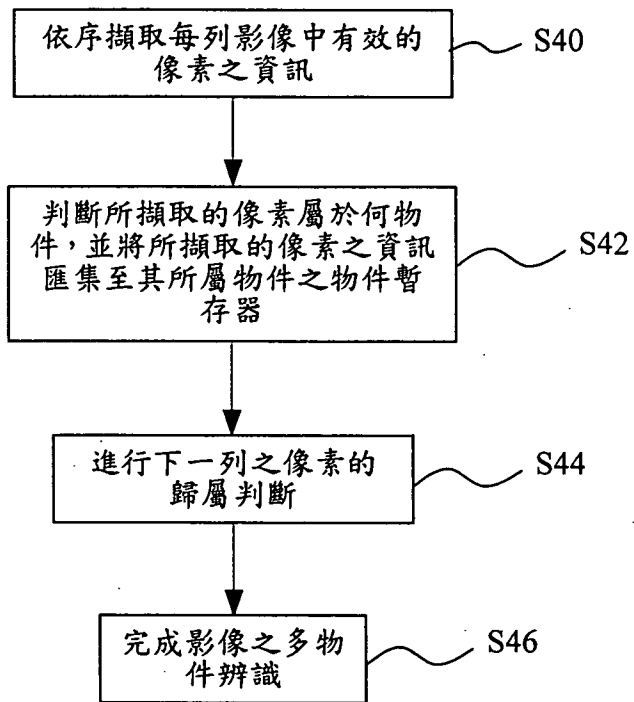 依序擷取每列影像中有效的
像素之資訊
S40
判斷所擷取的像素屬於何物
件，並將所擷取的像素之資訊
匯集至其所屬物件之物件暫
存器
S42
進行下一列之像素的
歸屬判斷
S44
完成影像之多物
件辨識
S46